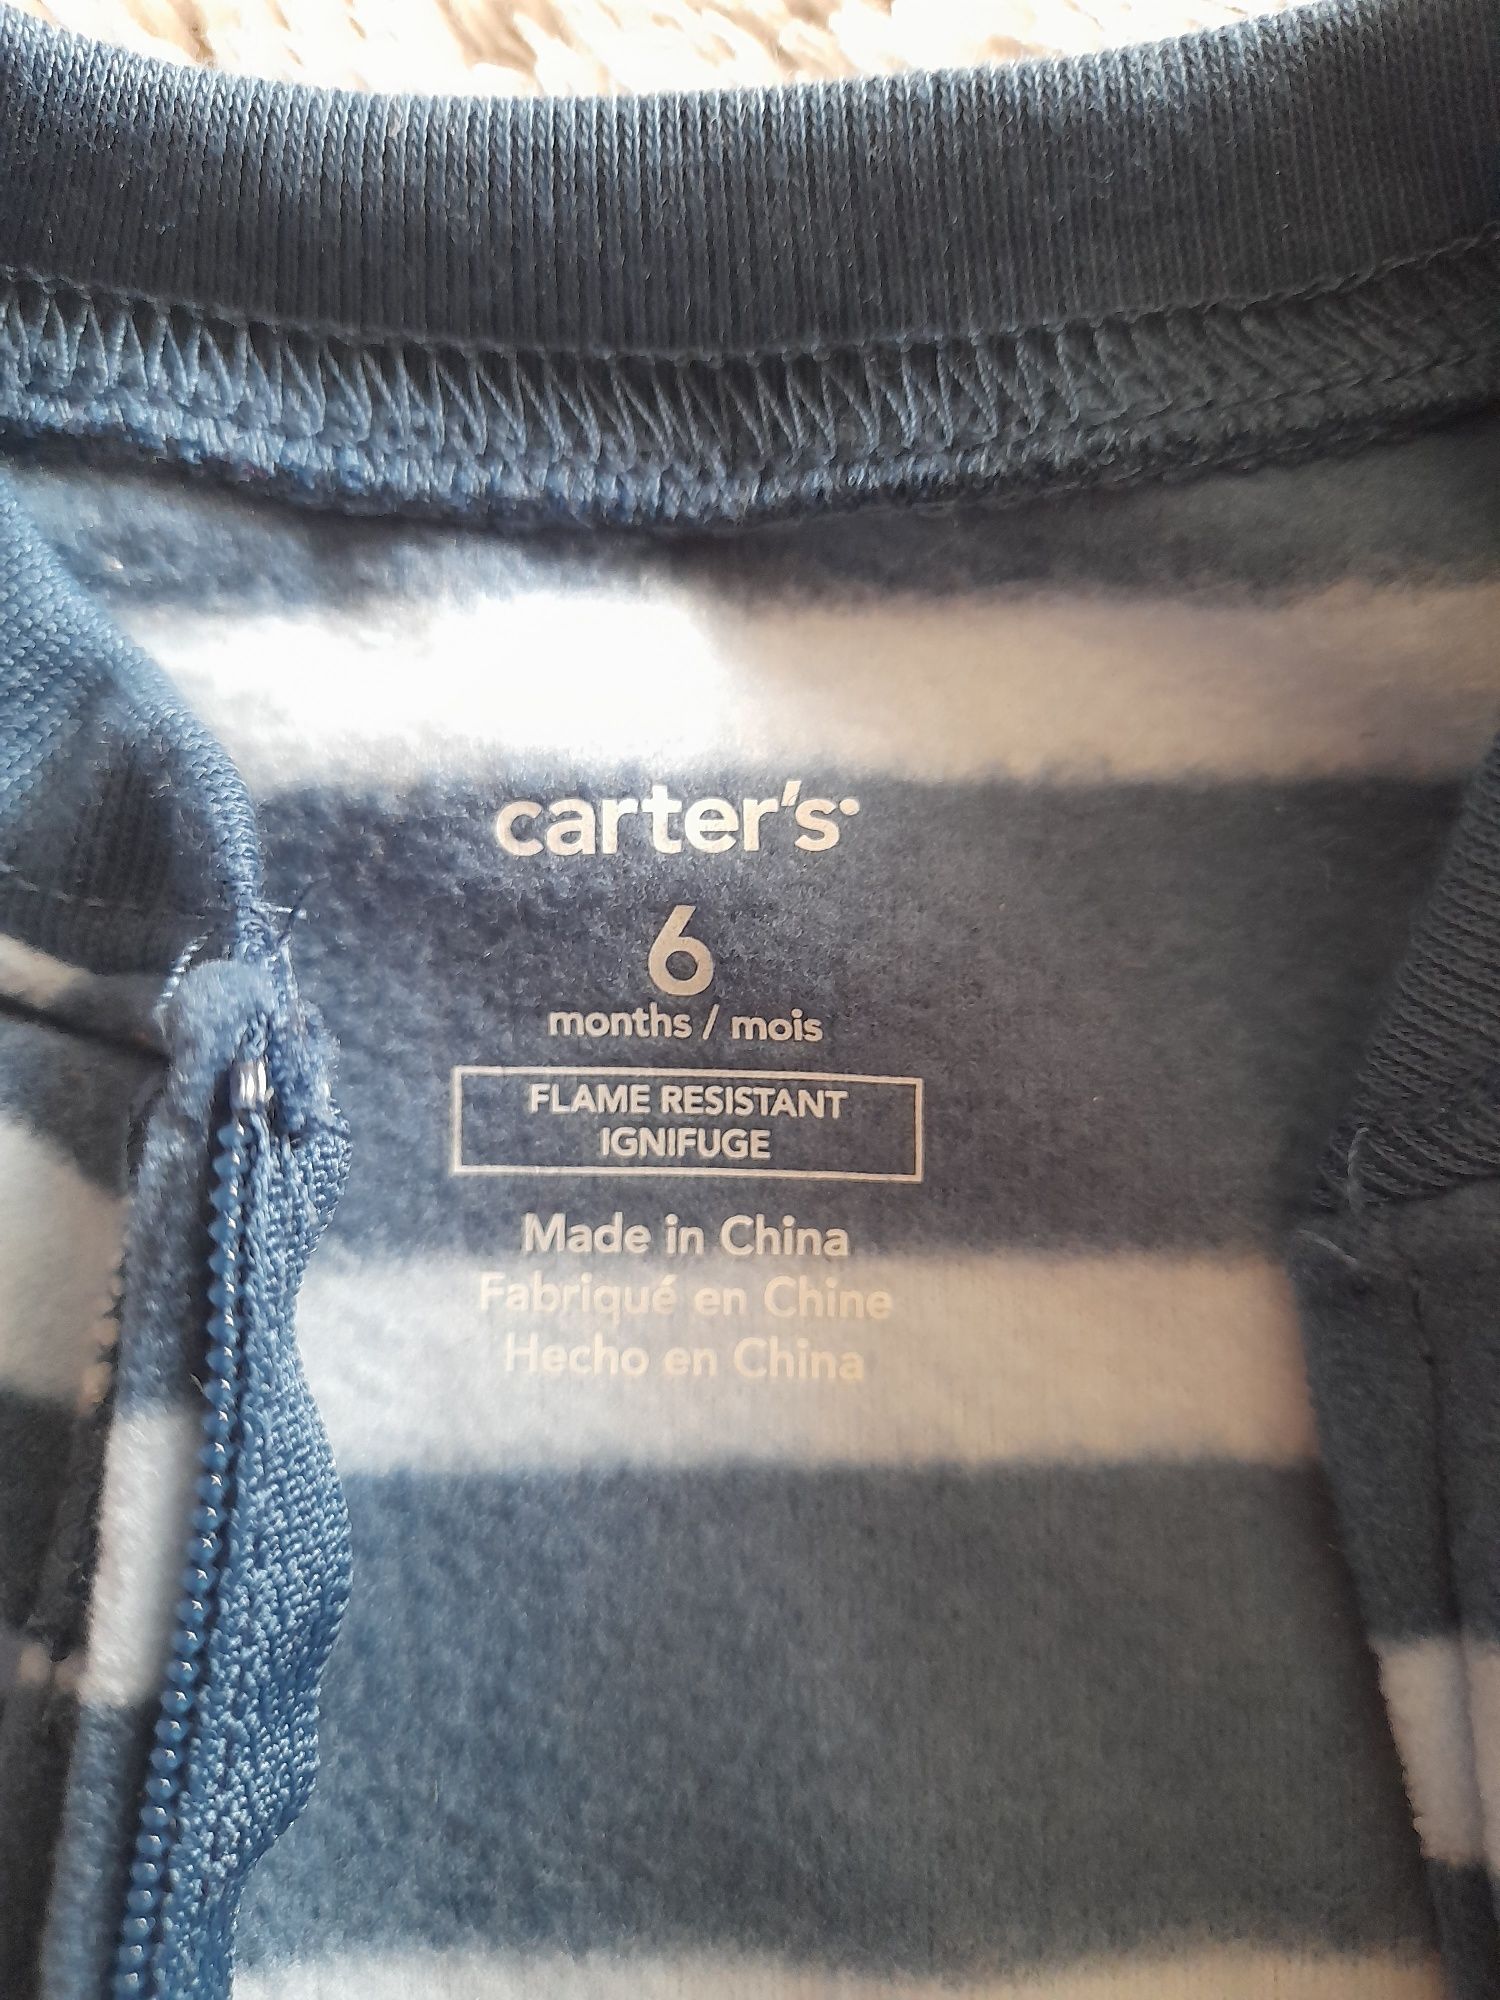 carter's
6
months / mois
FLAME RESISTANT
IGNIFUGE
Made in China
Fabriqué en Chine
Hecho en China